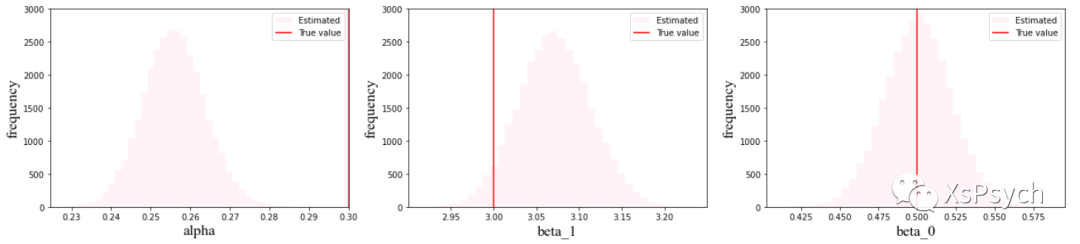 3000
2500
2000
1500
1000
500
0
frequency
0.23 0.24 0.25 0.26 0.27 0.28 0.29 0.30
alpha
Estimated
True value
3000
2500
2000
1500
1000
500
0
frequency
2.95 3.00 3.05 3.10 3.15 3.20
beta_1
Estimated
True value
3000
2500
2000
1500
1000
500
0
frequency
0.425 0.450 0.475 0.500 0.525 0.550 0.575
beta_0
Estimated
True value
XsPsych